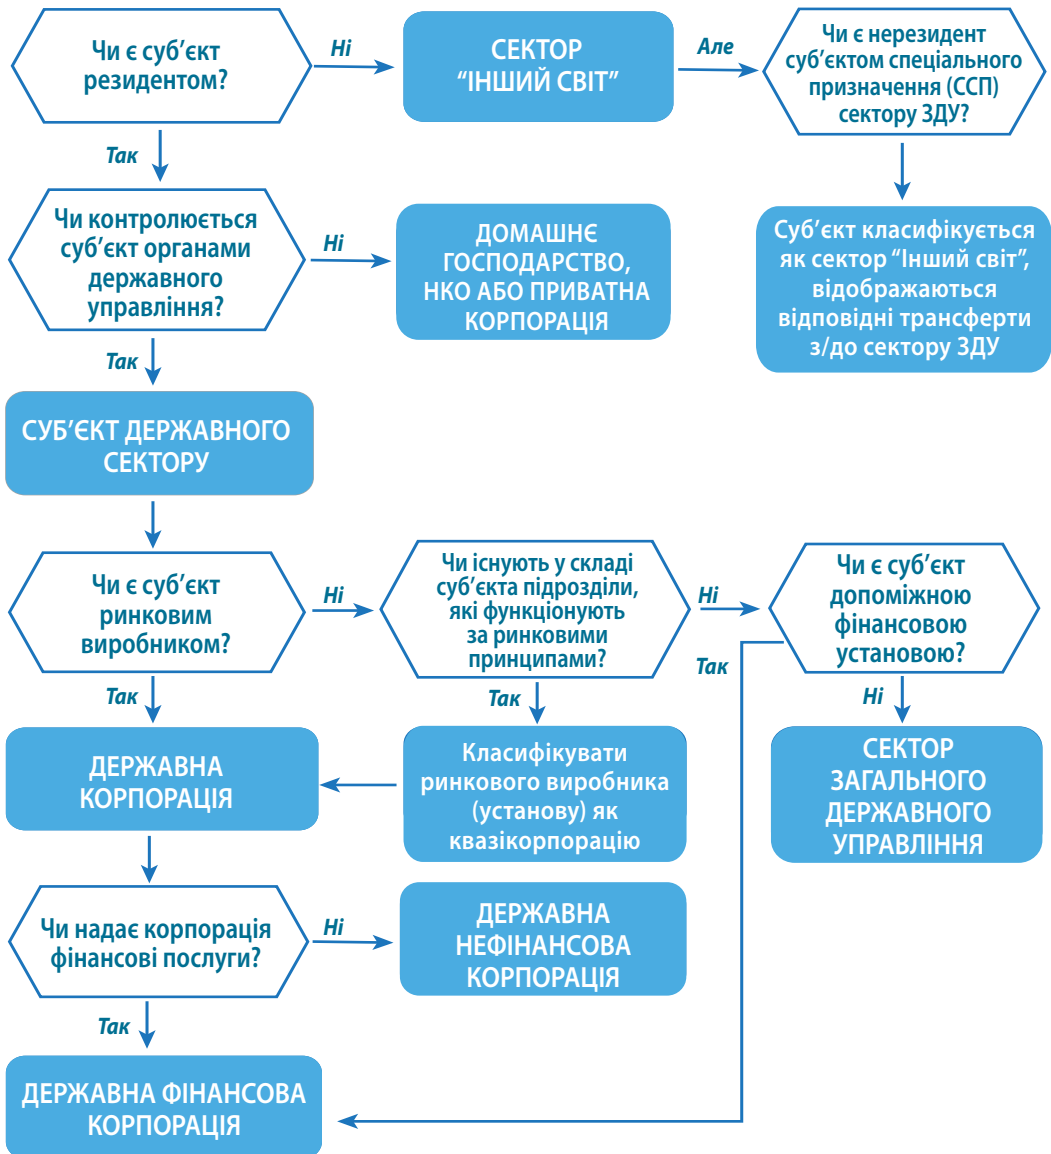 Чи є суб’єкт
резидентом?
Ні
СЕКТОР
“ІНШИЙ СВІТ”
Але
Чи є нерезидент
суб’єктом спеціального
призначення (ССП)
сектору ЗДУ?
Так
Чи контролюється
суб’єкт органами
державного
управління?
Ні
ДОМАШНЄ
ГОСПОДАРСТВО,
НКО АБО ПРИВАТНА
КОРПОРАЦІЯ
Суб’єкт класифікується
як сектор “Інший світ”,
відображаються
відповідні трансферти
з/до сектору ЗДУ
Так
СУБ’ЄКТ ДЕРЖАВНОГО
СЕКТОРУ
Чи є суб’єкт
ринковим
виробником?
Ні
Чи існують у складі
суб’єкта підрозділи,
які функціонують
за ринковими
принципами?
Ні
Чи є суб’єкт
допоміжною
фінансовою
установою?
Так
Так
Так
Ні
ДЕРЖАВНА
КОРПОРАЦІЯ
Класифікувати
ринкового виробника
(установу) як
квазікорпорацію
СЕКТОР
ЗАГАЛЬНОГО
ДЕРЖАВНОГО
УПРАВЛІННЯ
Чи надає корпорація
фінансові послуги?
Ні
ДЕРЖАВНА
НЕФІНАНСОВА
КОРПОРАЦІЯ
Так
ДЕРЖАВНА ФІНАНСОВА
КОРПОРАЦІЯ